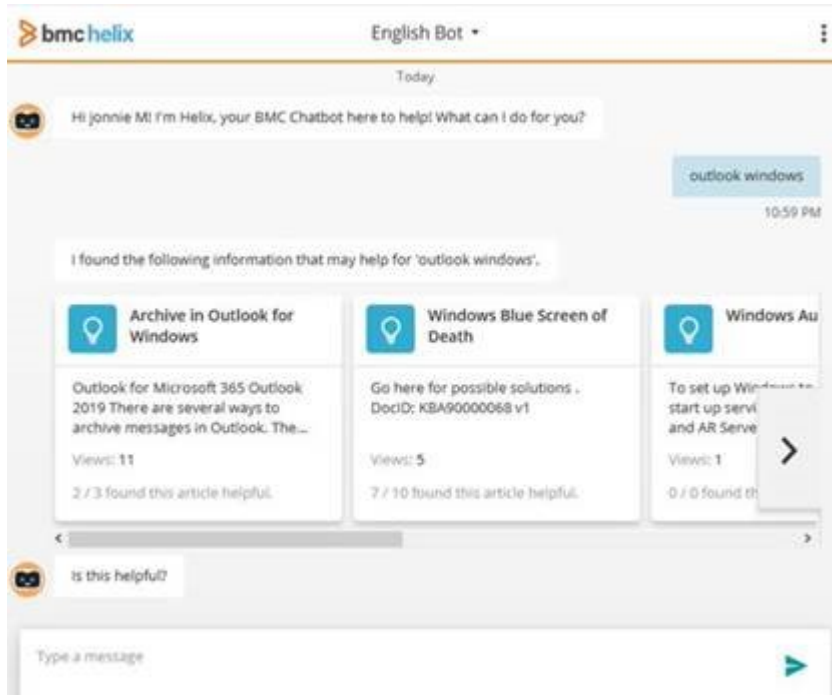 bmc helix
English Bot
Today
Hi jonnie M! I'm Helix, your BMC Chatbot here to help! What can I do for you?
outlook windows
10:59 PM
I found the following information that may help for 'outlook windows'.
Archive in Outlook for
Windows
Outlook for Microsoft 365 Outlook
2019 There are several ways to
archive messages in Outlook. The...
Views: 11
2 / 3 found this article helpful.
Windows Blue Screen of
Death
Go here for possible solutions .
DocID: KBA90000068 v1
Views: 5
7 / 10 found this article helpful.
Windows Au
To set up Windows to
start up servi
and AR Serve
Views: 1
0 / 0 found th
Is this helpful?
Type a message